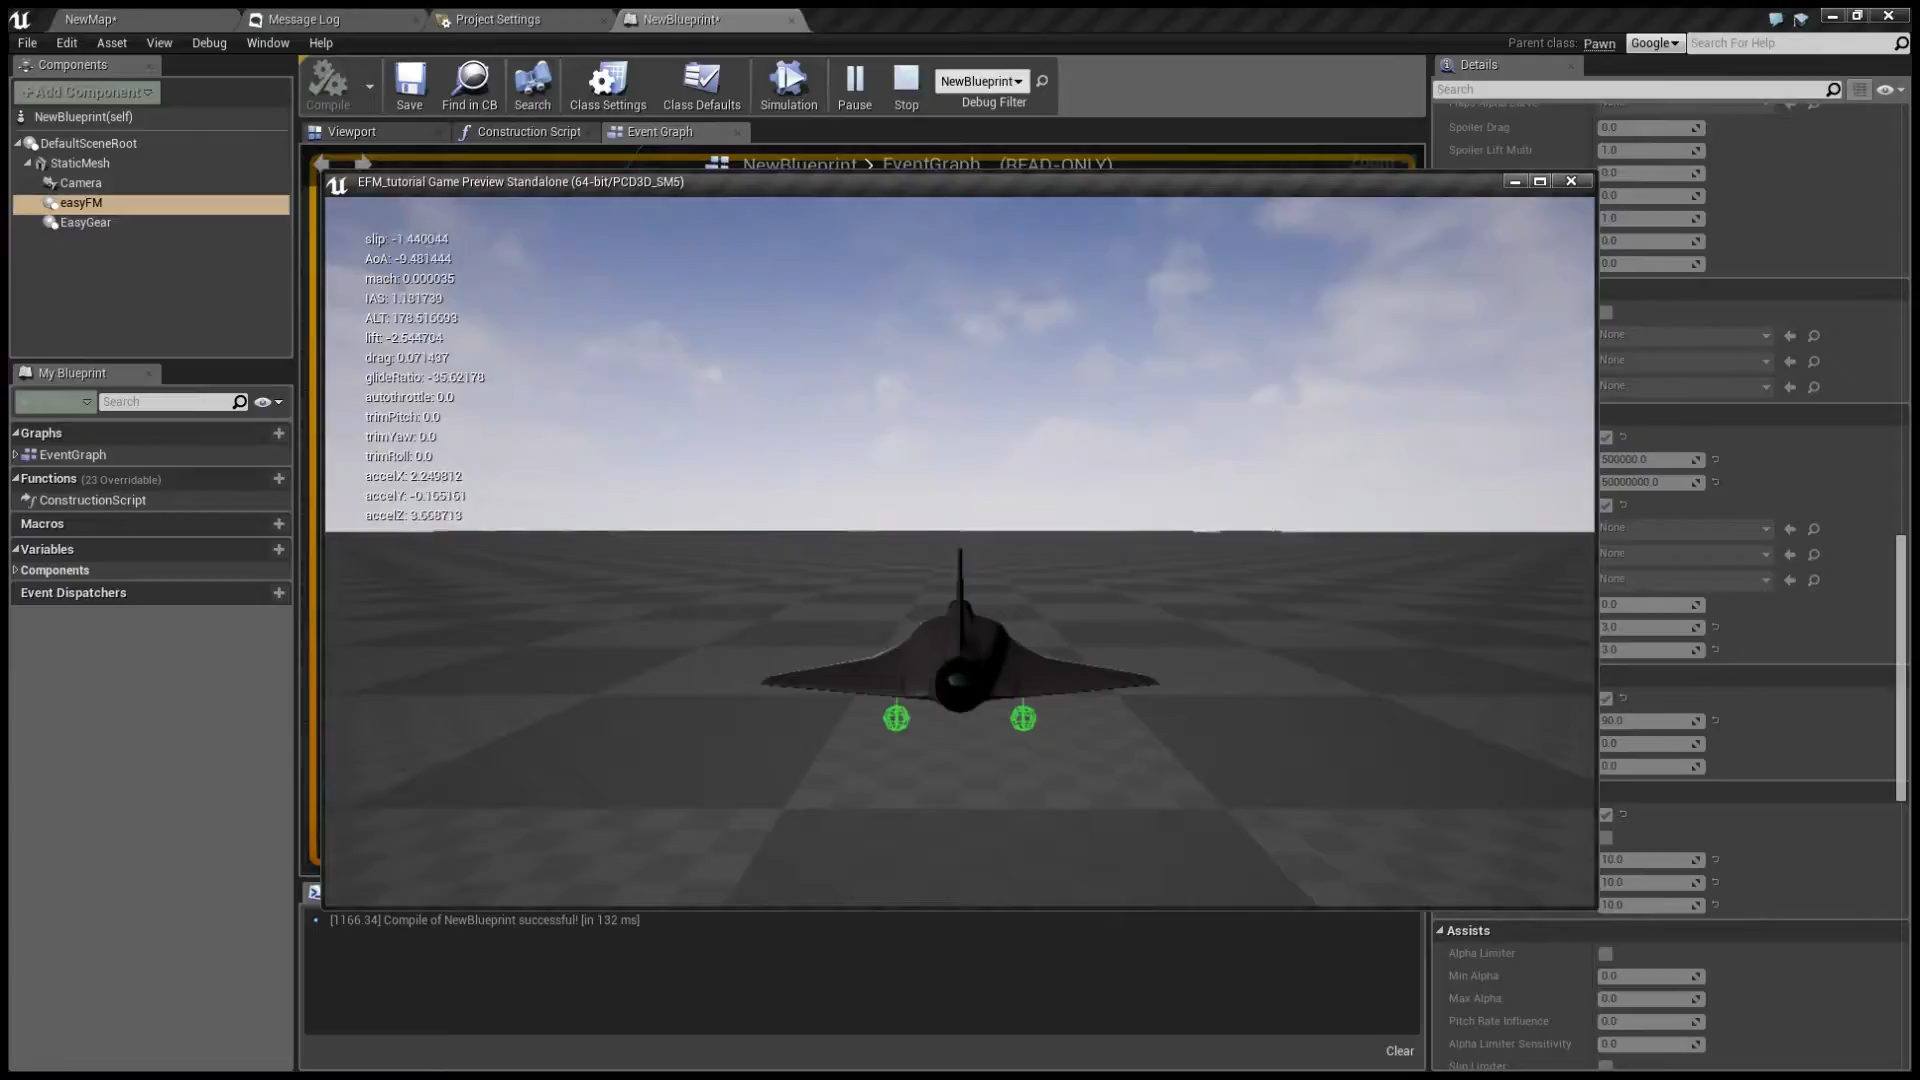 NewMap*
Message Log
Project Settings
NewBlueprint*
File
Edit
Asset
View
Debug
Window
Help
Parent class: Pawn
Google
Search For Help
Components
+Add Component
NewBlueprint(self)
DefaultSceneRoot
StaticMesh
Camera
easyFM
EasyGear
My Blueprint
Search
Graphs
EventGraph
Functions (23 Overridable)
ConstructionScript
Macros
Variables
Components
Event Dispatchers
Compile
Save
Find in CB
Search
Class Settings
Class Defaults
Simulation
Pause
Stop
NewBlueprint
Debug Filter
Viewport
Construction Script
Event Graph
NewBlueprint > EventGraph (READ-ONLY)
EFM_tutorial Game Preview Standalone (64-bit/PCD3D_SM5)
slip: -1.440044
AoA: -9.481444
mach: 0.000035
IAS: 1.181739
ALT: 178.516693
lift: -2.544704
drag: 0.071437
glideRatio: -35.62178
autothrottle: 0.0
trimPitch: 0.0
trimYaw: 0.0
trimRoll: 0.0
accelX: 2.249812
accelY: -0.165161
accelZ: 3.668713
[1166.34] Compile of NewBlueprint successful! [in 132 ms]
Clear
Details
Search
Spoiler Drag 0.0
Spoiler Lift Multi 1.0
0.0
0.0
1.0
0.0
0.0
None
None
None
500000.0
50000000.0
None
None
None
0.0
3.0
3.0
90.0
0.0
0.0
10.0
10.0
10.0
Assists
Alpha Limiter
Min Alpha 0.0
Max Alpha 0.0
Pitch Rate Influence 0.0
Alpha Limiter Sensitivity 0.0
Slip Limiter